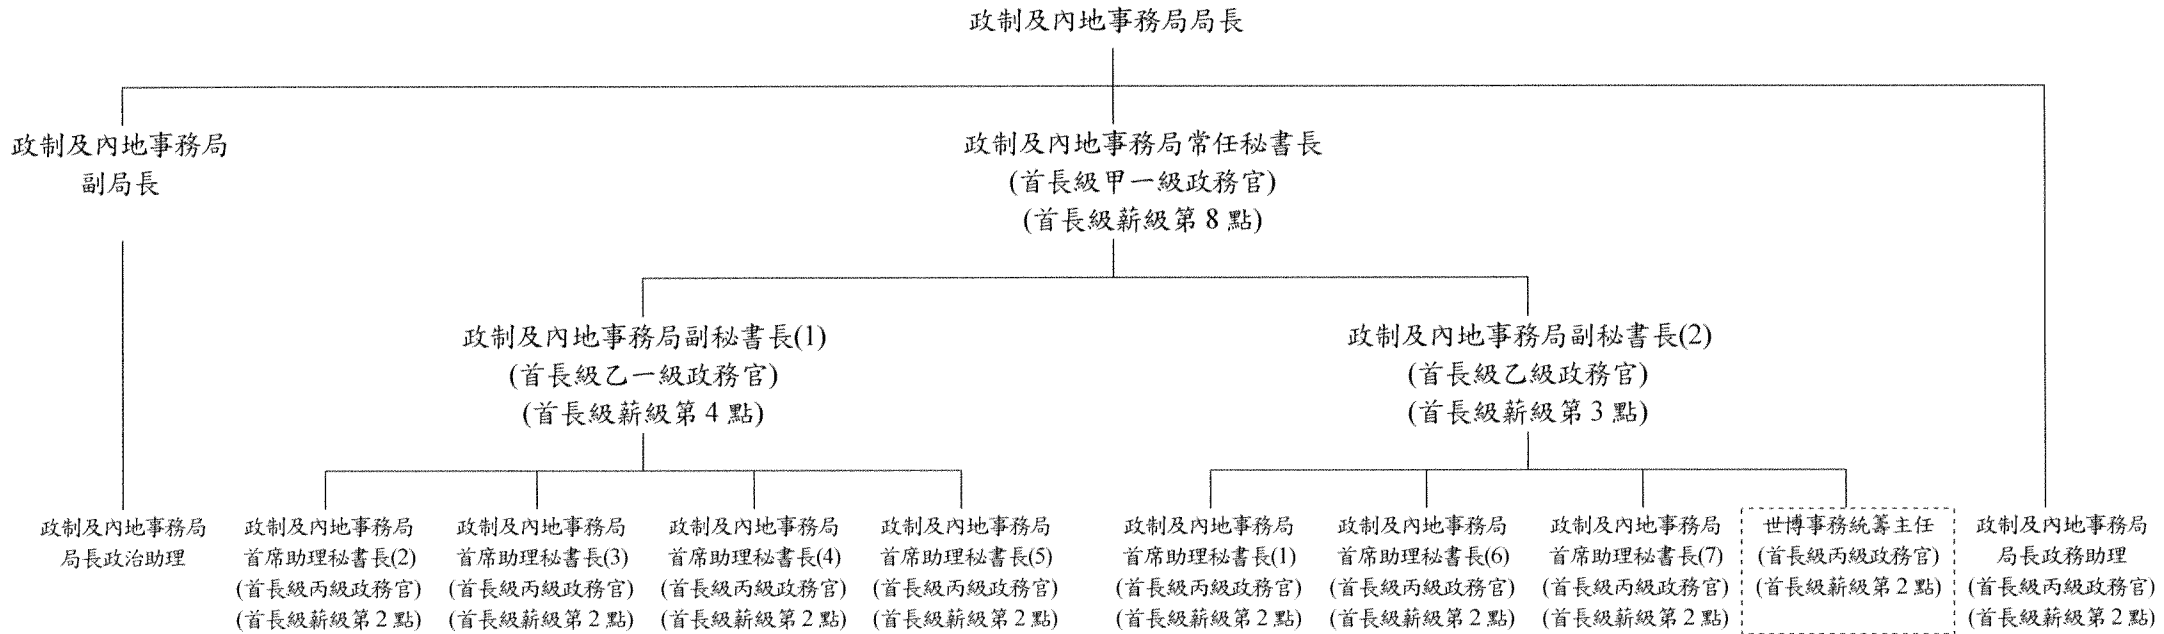 政制及內地事務局局長
政制及內地事務局
副局長
政制及內地事務局常任秘書長
(首長級甲一級政務官)
(首長級薪級第 8 點)
政制及內地事務局副秘書長(1)
(首長級乙一級政務官)
(首長級薪級第 4 點)
政制及內地事務局副秘書長(2)
(首長級乙級政務官)
(首長級薪級第 3 點)
政制及內地事務局
局長政治助理
政制及內地事務局
首席助理秘書長(2)
(首長級丙級政務官)
(首長級薪級第 2 點)
政制及內地事務局
首席助理秘書長(3)
(首長級丙級政務官)
(首長級薪級第 2 點)
政制及內地事務局
首席助理秘書長(4)
(首長級丙級政務官)
(首長級薪級第 2 點)
政制及內地事務局
首席助理秘書長(5)
(首長級丙級政務官)
(首長級薪級第 2 點)
政制及內地事務局
首席助理秘書長(1)
(首長級丙級政務官)
(首長級薪級第 2 點)
政制及內地事務局
首席助理秘書長(6)
(首長級丙級政務官)
(首長級薪級第 2 點)
政制及內地事務局
首席助理秘書長(7)
(首長級丙級政務官)
(首長級薪級第 2 點)
世博事務統籌主任
(首長級丙級政務官)
(首長級薪級第 2 點)
政制及內地事務局
局長政務助理
(首長級丙級政務官)
(首長級薪級第 2 點)